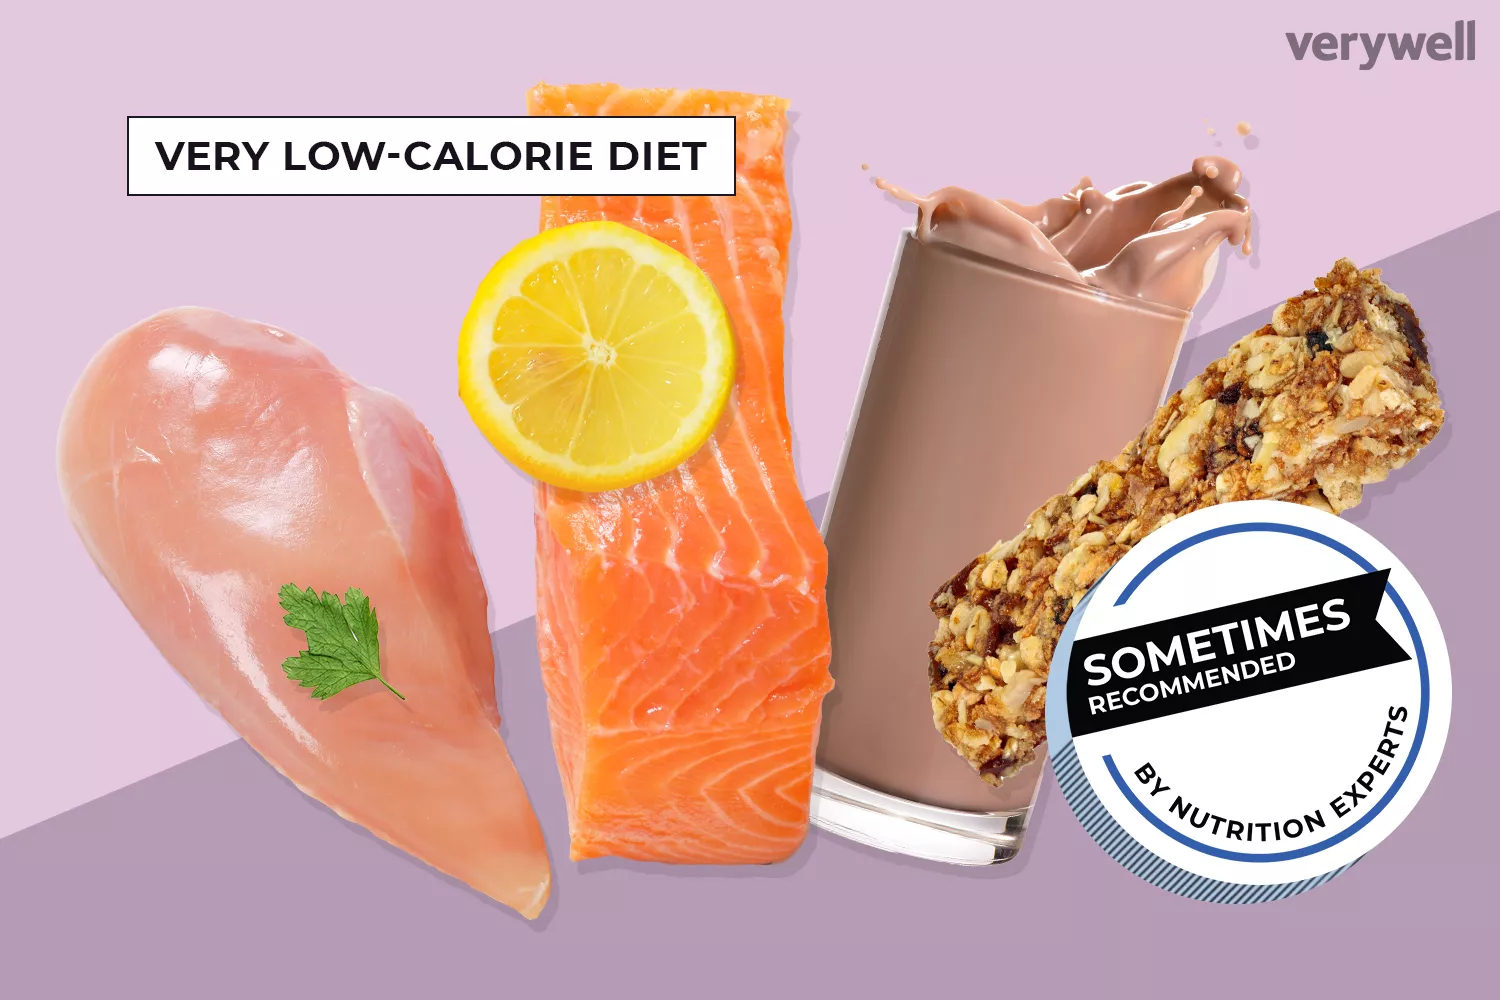 verywell
VERY LOW-CALORIE DIET
SOMETIMES
RECOMMENDED
BY NUTRITION EXPERTS